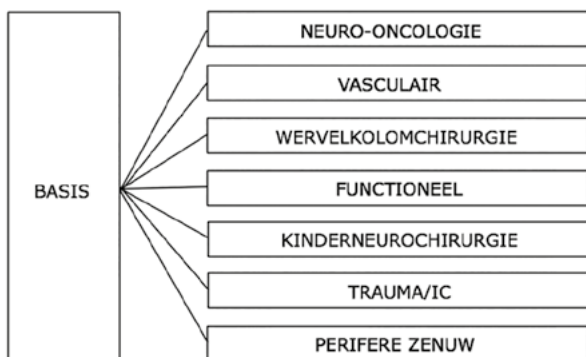 NEURO-ONCOLOGIE
VASCULAIR
WERVELKOLOMCHIRURGIE
BASIS
FUNCTIONEEL
KINDERNEUROCHIRURGIE
TRAUMA/IC
PERIFERE ZENUW